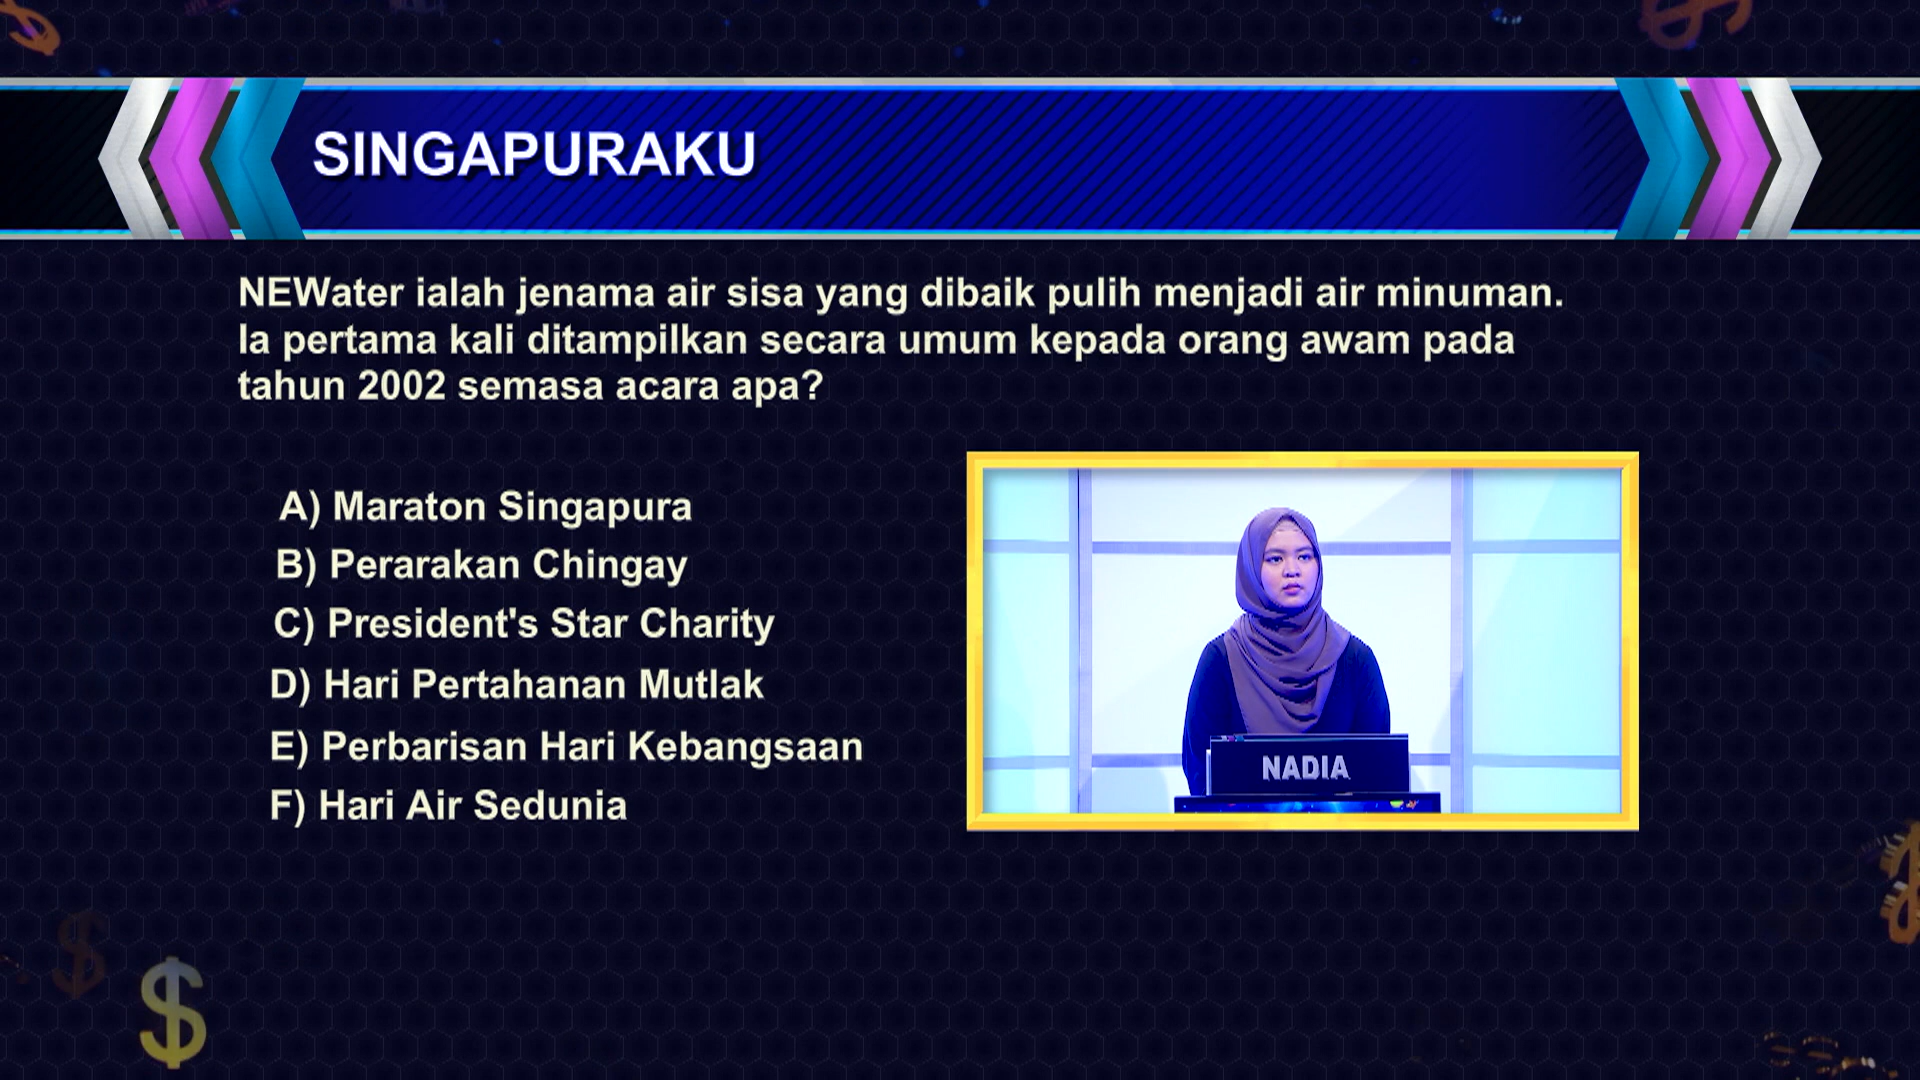 SINGAPURAKU
NEWater ialah jenama air sisa yang dibaik pulih menjadi air minuman.
Ia pertama kali ditampilkan secara umum kepada orang awam pada
tahun 2002 semasa acara apa?
A) Maraton Singapura
B) Perarakan Chingay
C) President's Star Charity
D) Hari Pertahanan Mutlak
E) Perbarisan Hari Kebangsaan
F) Hari Air Sedunia
NADIA